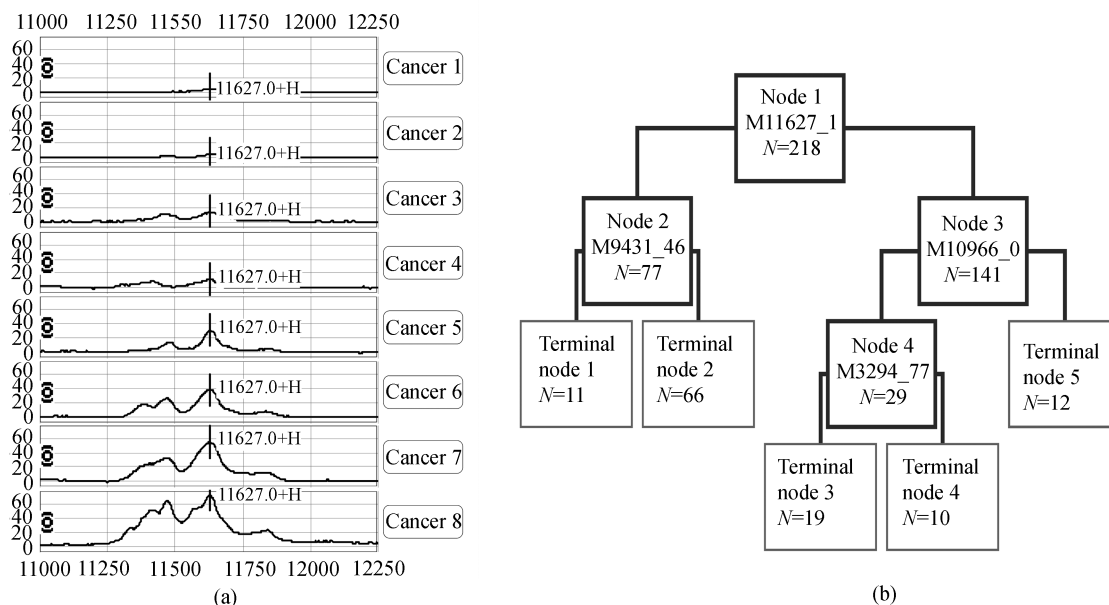 11000 11250 11550 11750 12000 12250
60
40
20
0
11627.0+H
Cancer 1
60
40
20
0
11627.0+H
Cancer 2
60
40
20
0
11627.0+H
Cancer 3
60
40
20
0
11627.0+H
Cancer 4
60
40
20
0
11627.0+H
Cancer 5
60
40
20
0
11627.0+H
Cancer 6
60
40
20
0
11627.0+H
Cancer 7
60
40
20
0
11627.0+H
Cancer 8
11000 11250 11500 11750 12000 12250
(a)
Node 1
M11627_1
N=218
Node 2
M9431_46
N=77
Node 3
M10966_0
N=141
Terminal
node 1
N=11
Terminal
node 2
N=66
Node 4
M3294_77
N=29
Terminal
node 5
N=12
Terminal
node 3
N=19
Terminal
node 4
N=10
(b)